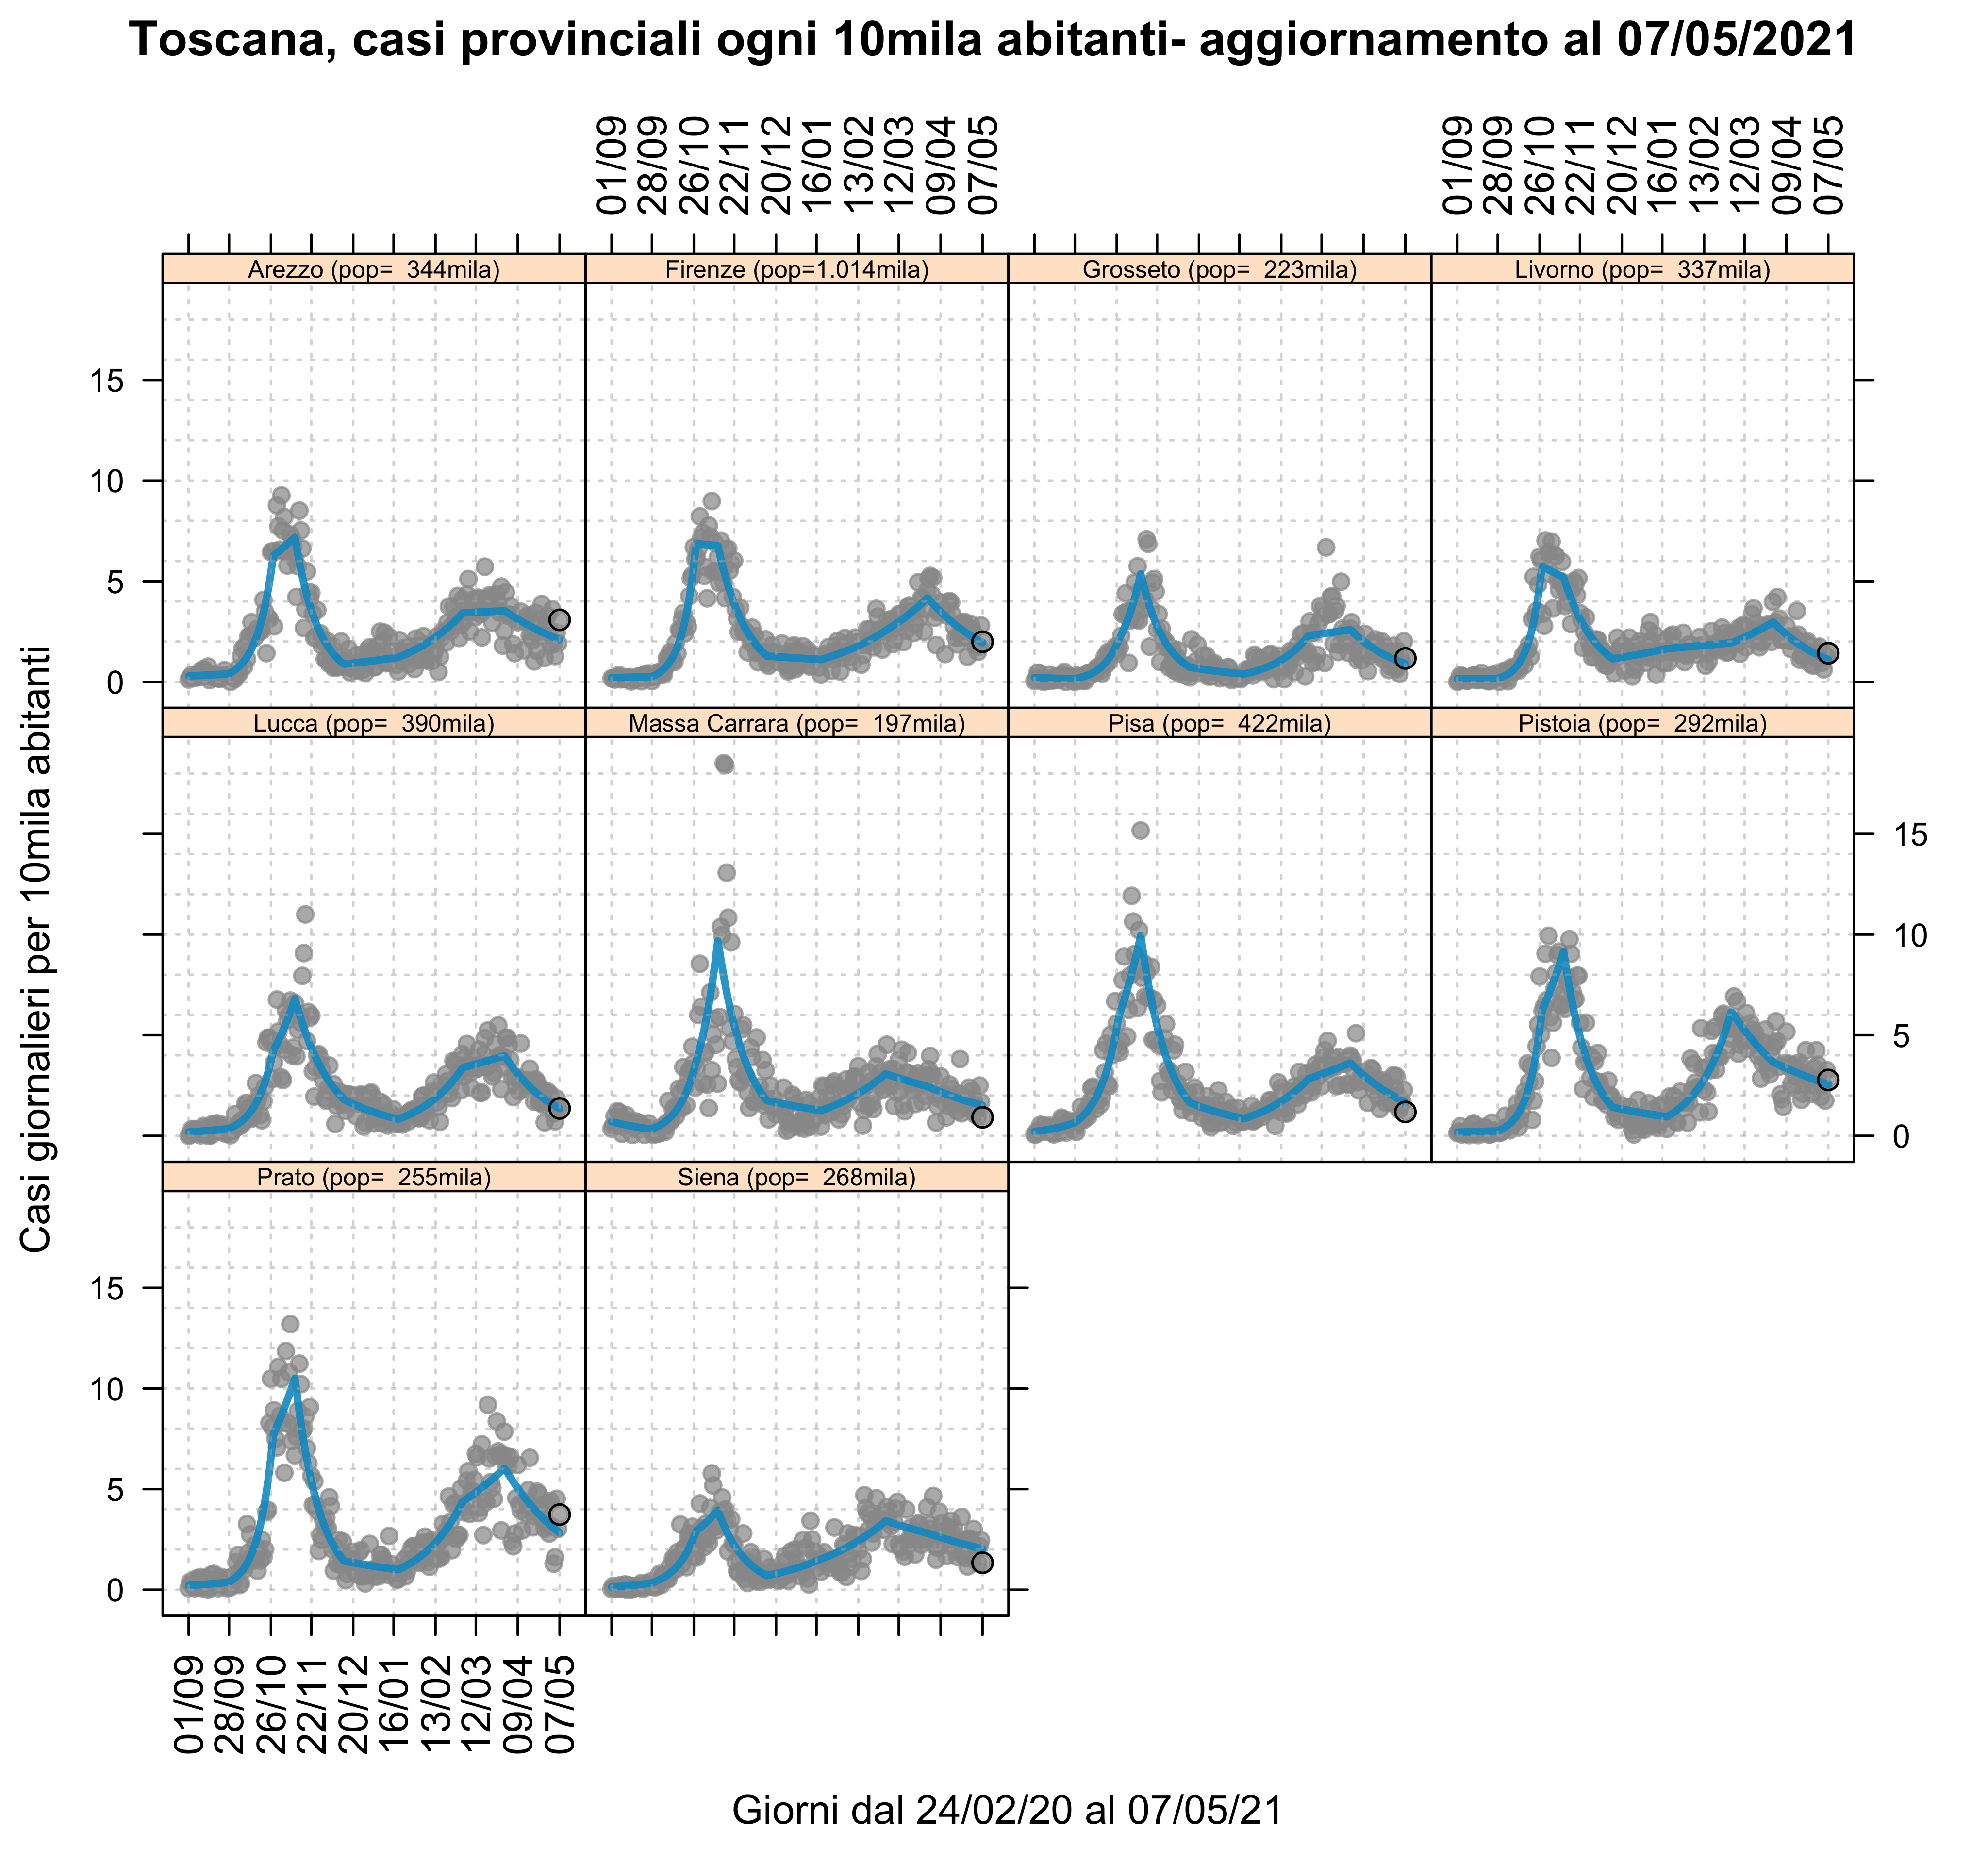 Toscana, casi provinciali ogni 10mila abitanti- aggiornamento al 07/05/2021
01/09 28/09 26/10 22/11 20/12 16/01 13/02 12/03 09/04 07/05
01/09 28/09 26/10 22/11 20/12 16/01 13/02 12/03 09/04 07/05
Arezzo (pop= 344mila)
Firenze (pop=1.014mila)
Grosseto (pop= 223mila)
Livorno (pop= 337mila)
15
10
5
0
Lucca (pop= 390mila)
Massa Carrara (pop= 197mila)
Pisa (pop= 422mila)
Pistoia (pop= 292mila)
15
10
5
0
Prato (pop= 255mila)
Siena (pop= 268mila)
15
10
5
0
01/09 28/09 26/10 22/11 20/12 16/01 13/02 12/03 09/04 07/05
Casi giornalieri per 10mila abitanti
Giorni dal 24/02/20 al 07/05/21